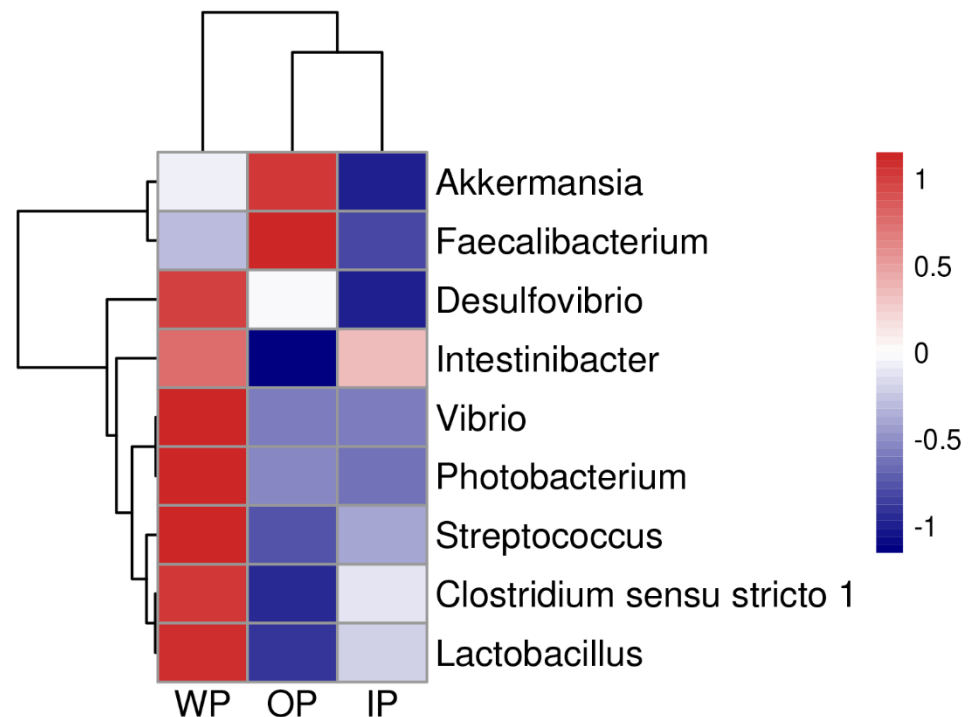 Akkermansia
Faecalibacterium
Desulfovibrio
Intestinibacter
Vibrio
Photobacterium
Streptococcus
Clostridium sensu stricto 1
Lactobacillus
WP OP IP
1
0.5
0
-0.5
-1